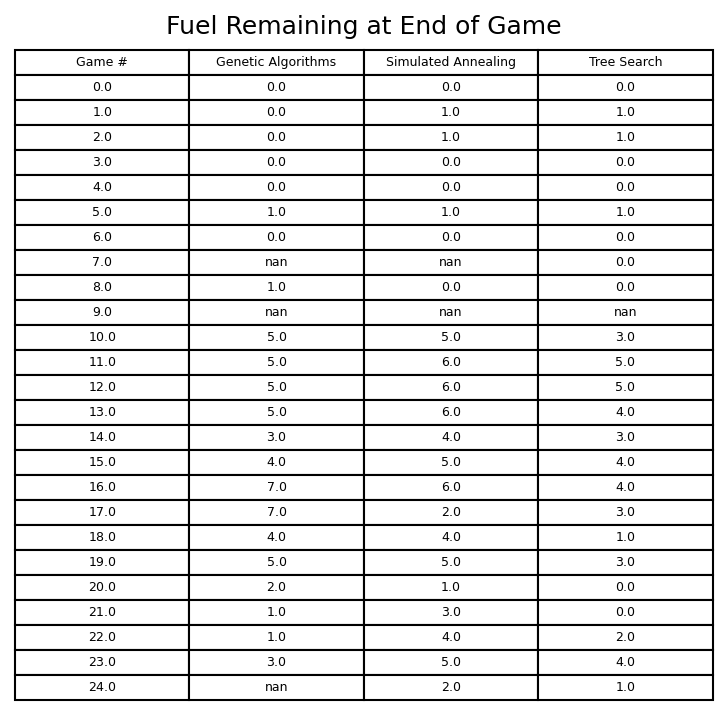 Fuel Remaining at End of Game
Game # Genetic Algorithms Simulated Annealing Tree Search
0.0 0.0 0.0 0.0
1.0 0.0 1.0 1.0
2.0 0.0 1.0 1.0
3.0 0.0 0.0 0.0
4.0 0.0 0.0 0.0
5.0 1.0 1.0 1.0
6.0 0.0 0.0 0.0
7.0 nan nan 0.0
8.0 1.0 0.0 0.0
9.0 nan nan nan
10.0 5.0 5.0 3.0
11.0 5.0 6.0 5.0
12.0 5.0 6.0 5.0
13.0 5.0 6.0 4.0
14.0 3.0 4.0 3.0
15.0 4.0 5.0 4.0
16.0 7.0 6.0 4.0
17.0 7.0 2.0 3.0
18.0 4.0 4.0 1.0
19.0 5.0 5.0 3.0
20.0 2.0 1.0 0.0
21.0 1.0 3.0 0.0
22.0 1.0 4.0 2.0
23.0 3.0 5.0 4.0
24.0 nan 2.0 1.0